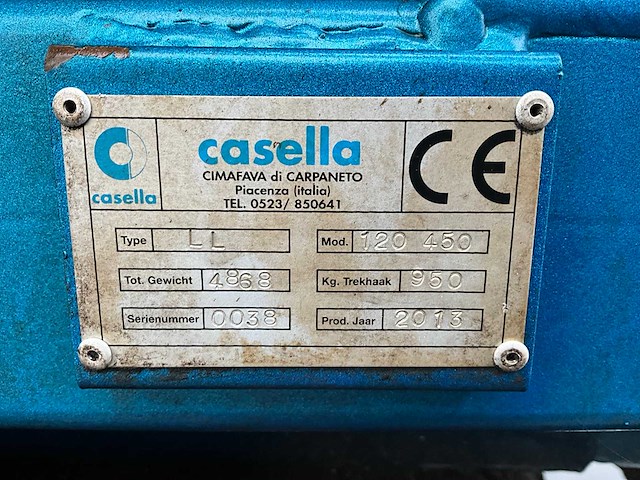 casella
casella
CIMAFAVA di CARPANETO
Piacenza (italia)
TEL. 0523/ 850641
CE
Type LL Mod. 120 450
Tot. Gewicht 4868 Kg. Trekhaak 950
Serienummer 0038 Prod. Jaar 2013